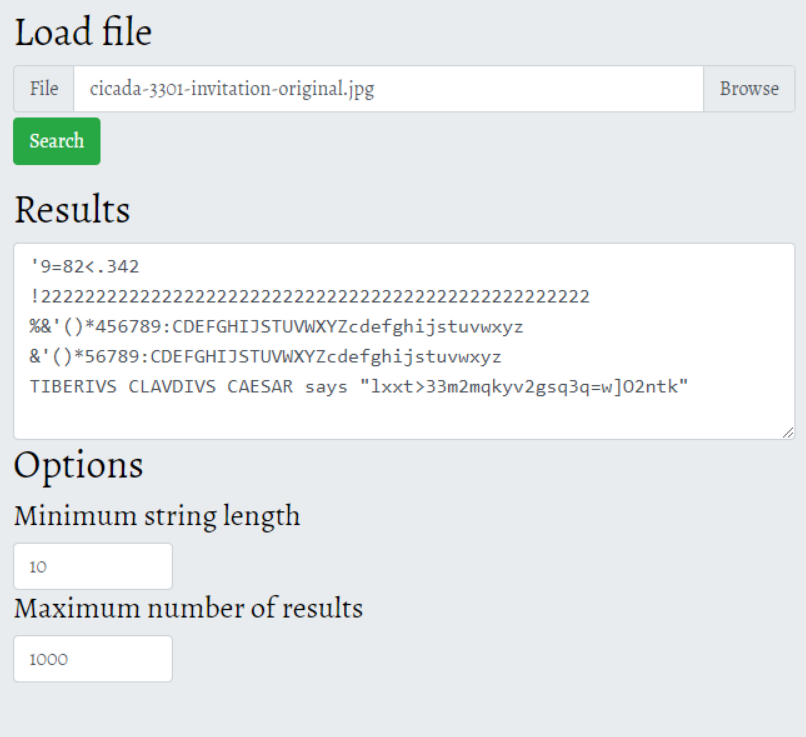 Load file
File cicada-3301-invitation-original.jpg Browse
Search
Results
'9=82<.342
!22222222222222222222222222222222222222222222222222
%&'()*456789:CDEFGHIJSTUVWXYZcdefghijstuvwxyz
&'()*56789:CDEFGHIJSTUVWXYZcdefghijstuvwxyz
TIBERIVS CLAVDIVS CAESAR says "lxxt>33m2mqkyv2gsq3q=w]O2ntk"
Options
Minimum string length
10
Maximum number of results
1000